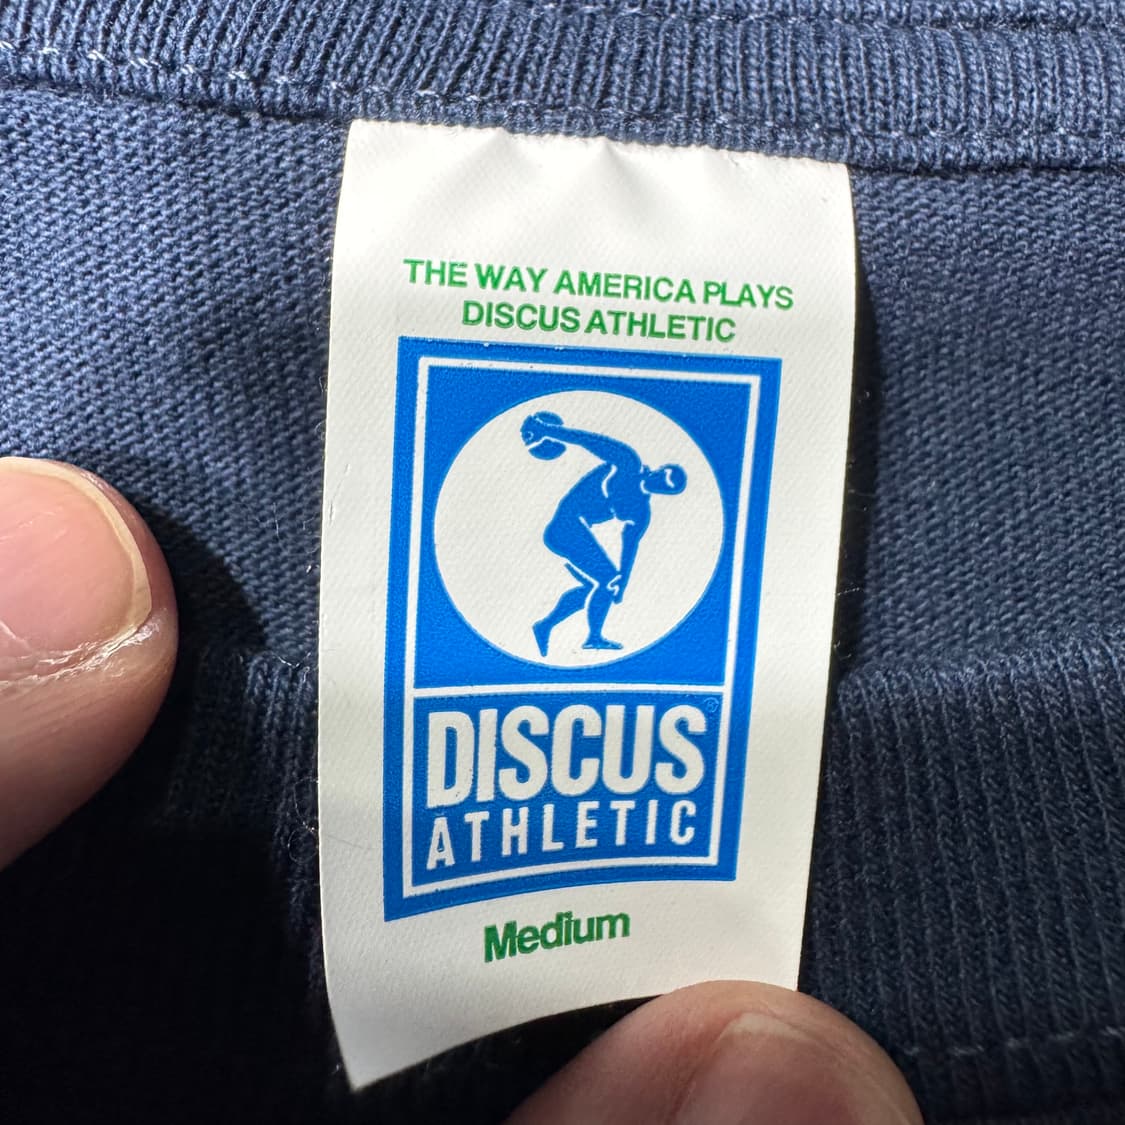 THE WAY AMERICA PLAYS
DISCUS ATHLETIC
DISCUS®
ATHLETIC
Medium